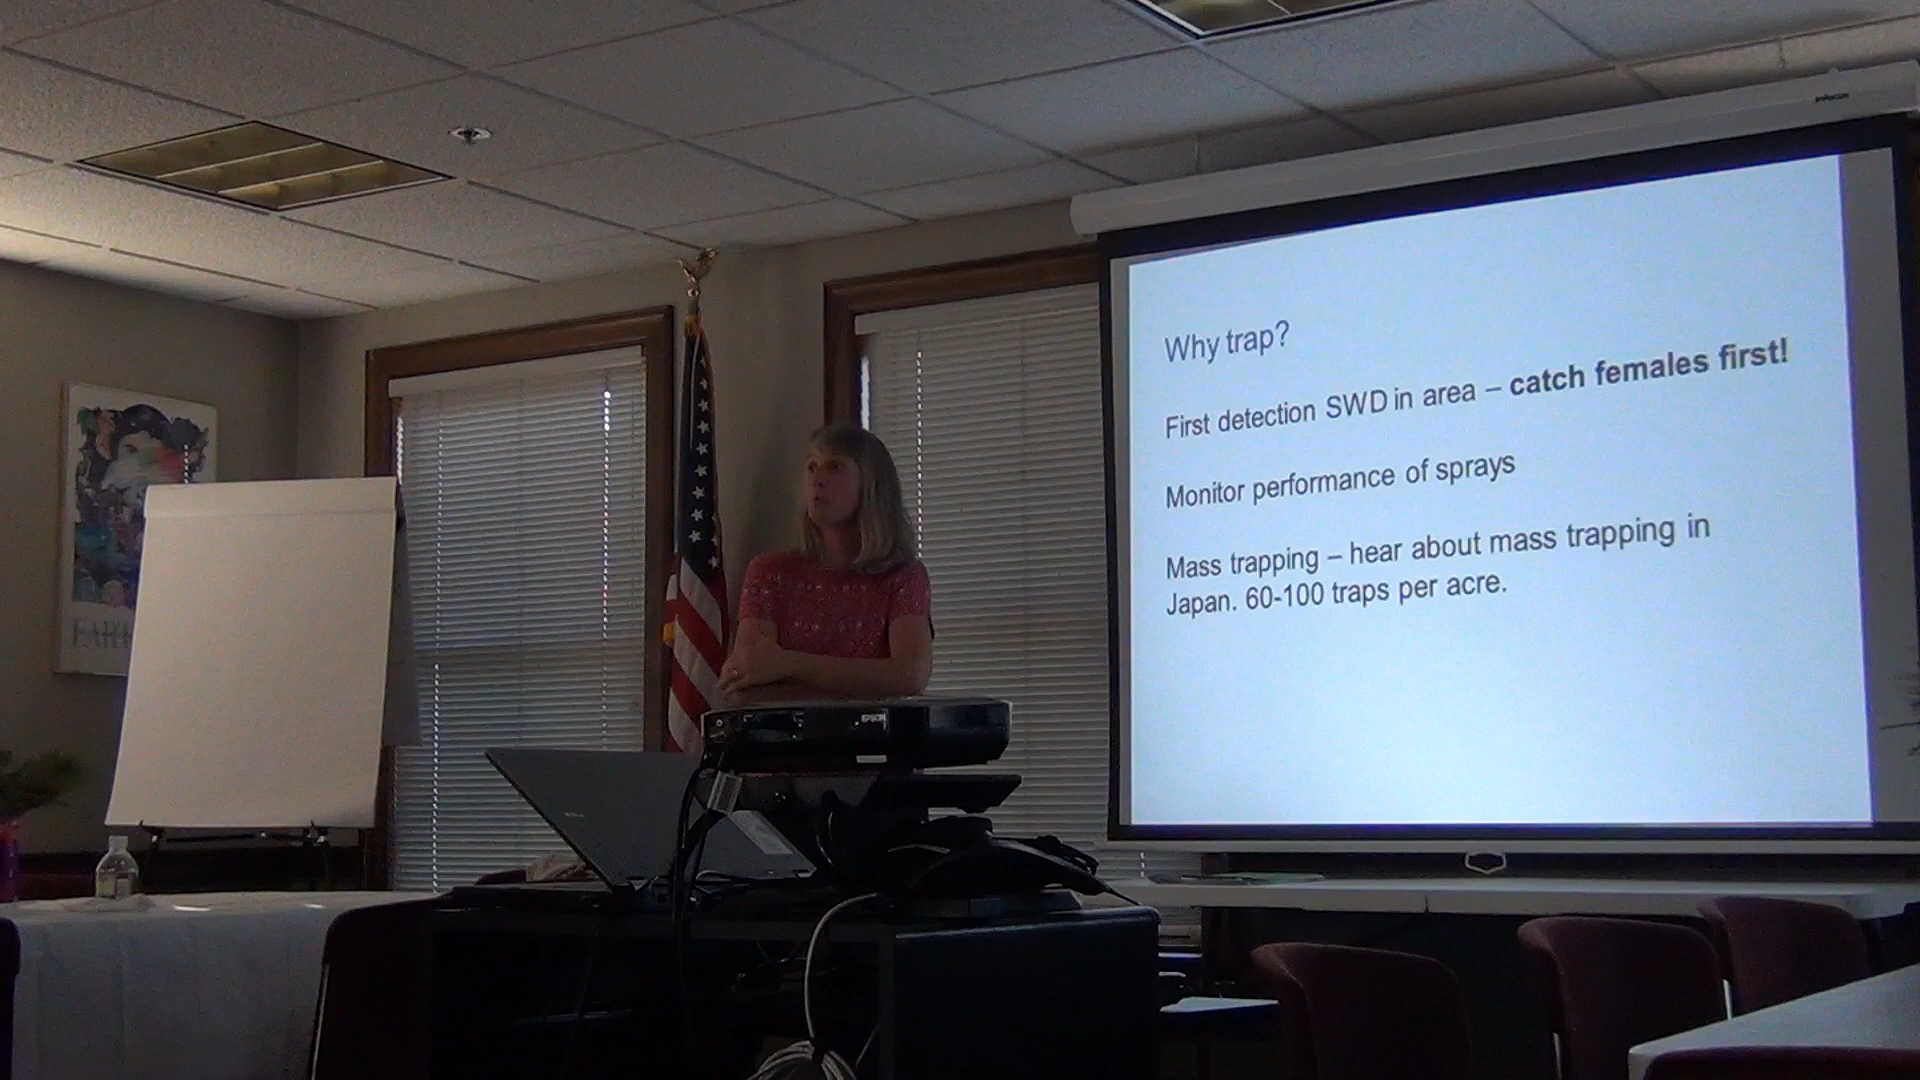 Why trap?
First detection SWD in area – catch females first!
Monitor performance of sprays
Mass trapping – hear about mass trapping in
Japan. 60-100 traps per acre.
EPSON